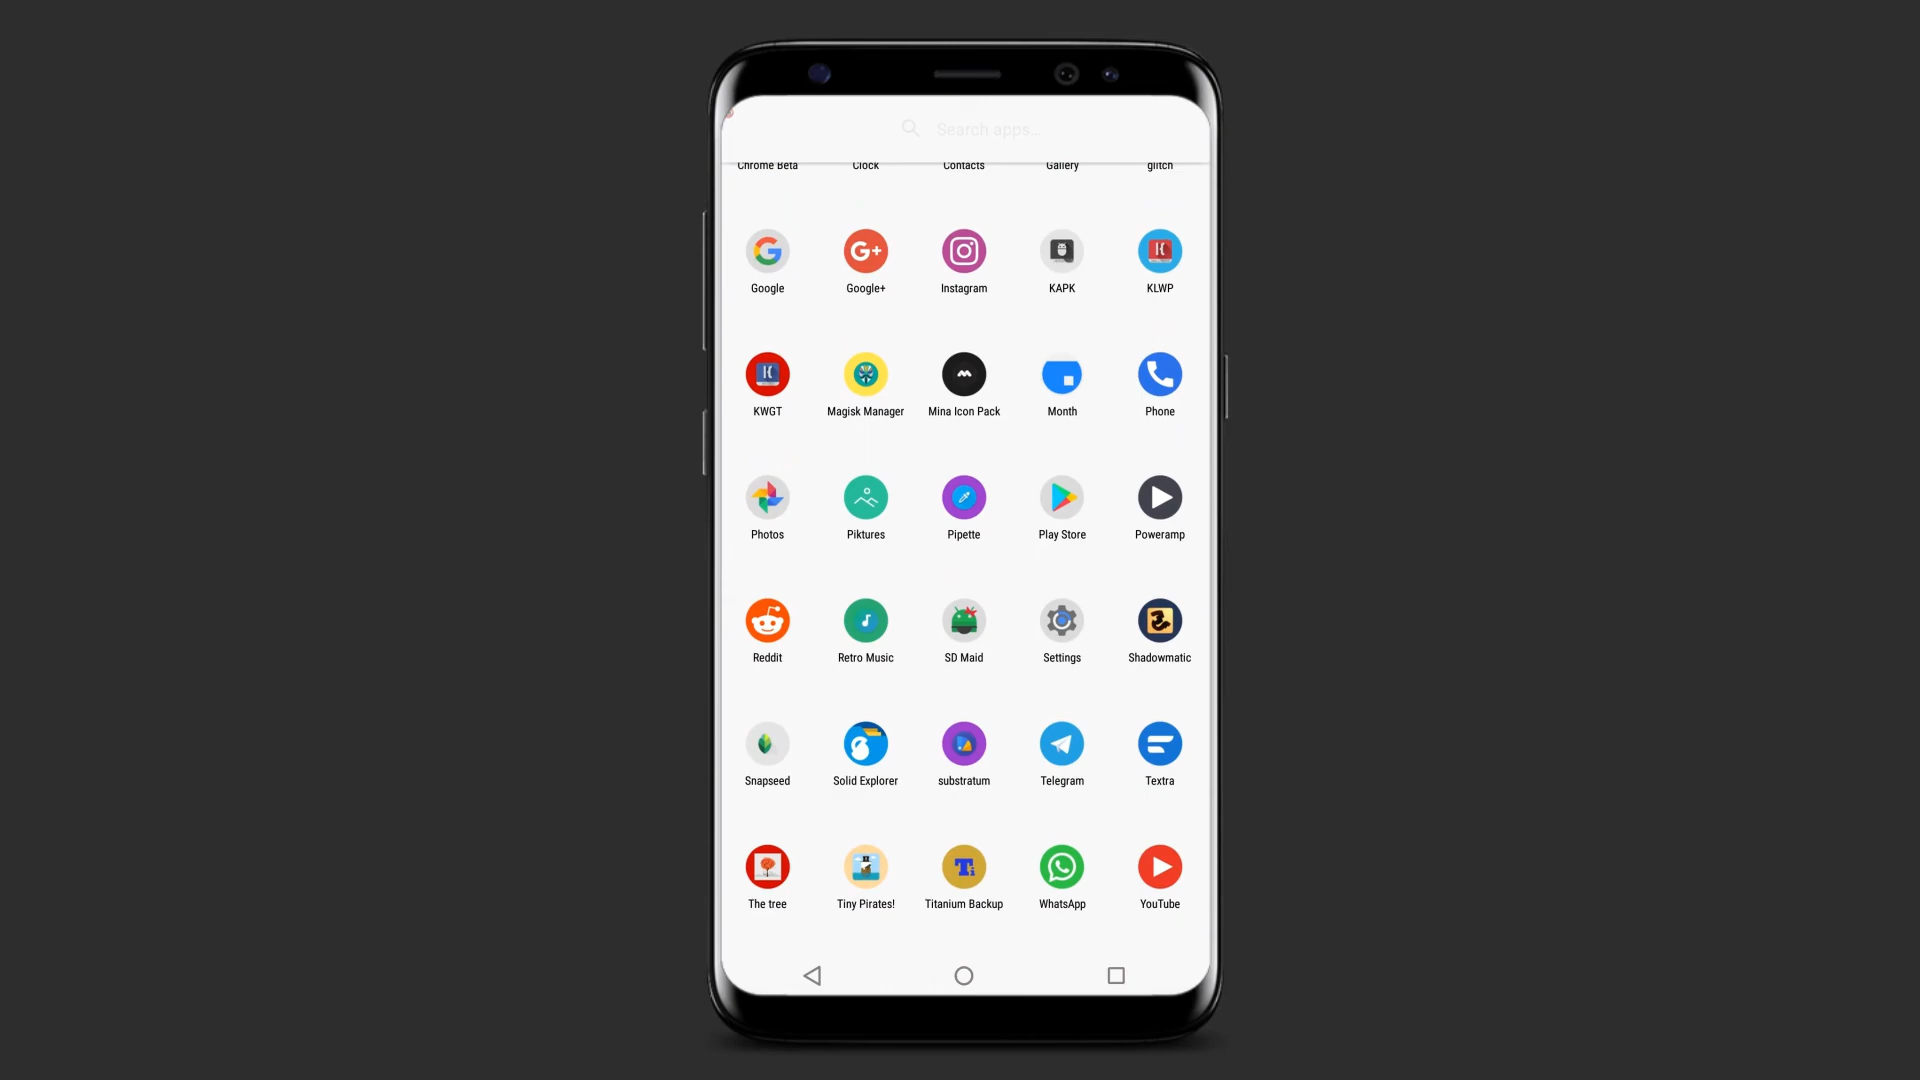 Search apps...
Chrome Beta Clock Contacts Gallery glitch
Google Google+ Instagram KAPK KLWP
KWGT Magisk Manager Mina Icon Pack Month Phone
Photos Piktures Pipette Play Store Poweramp
Reddit Retro Music SD Maid Settings Shadowmatic
Snapseed Solid Explorer substratum Telegram Textra
The tree Tiny Pirates! Titanium Backup WhatsApp YouTube